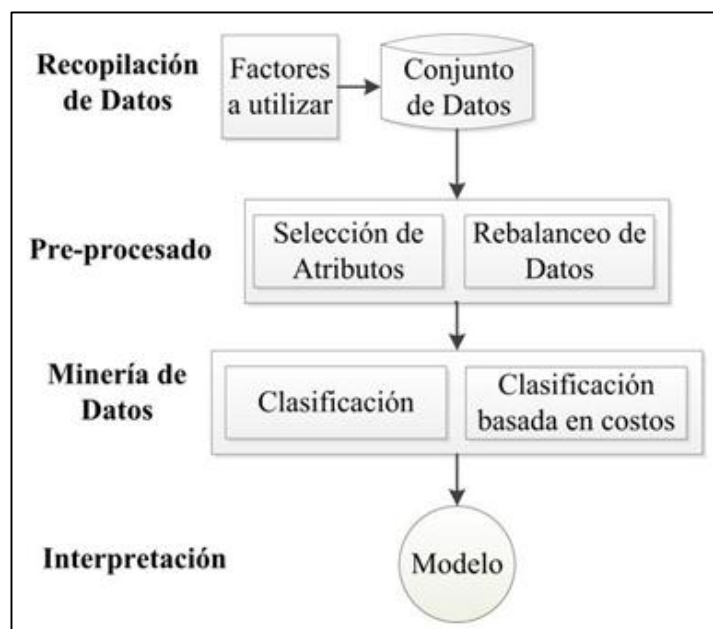 Recopilación
de Datos
Factores
a utilizar
Conjunto
de Datos
Pre-procesado
Selección de
Atributos
Rebalanceo de
Datos
Minería de
Datos
Clasificación
Clasificación
basada en costos
Interpretación
Modelo